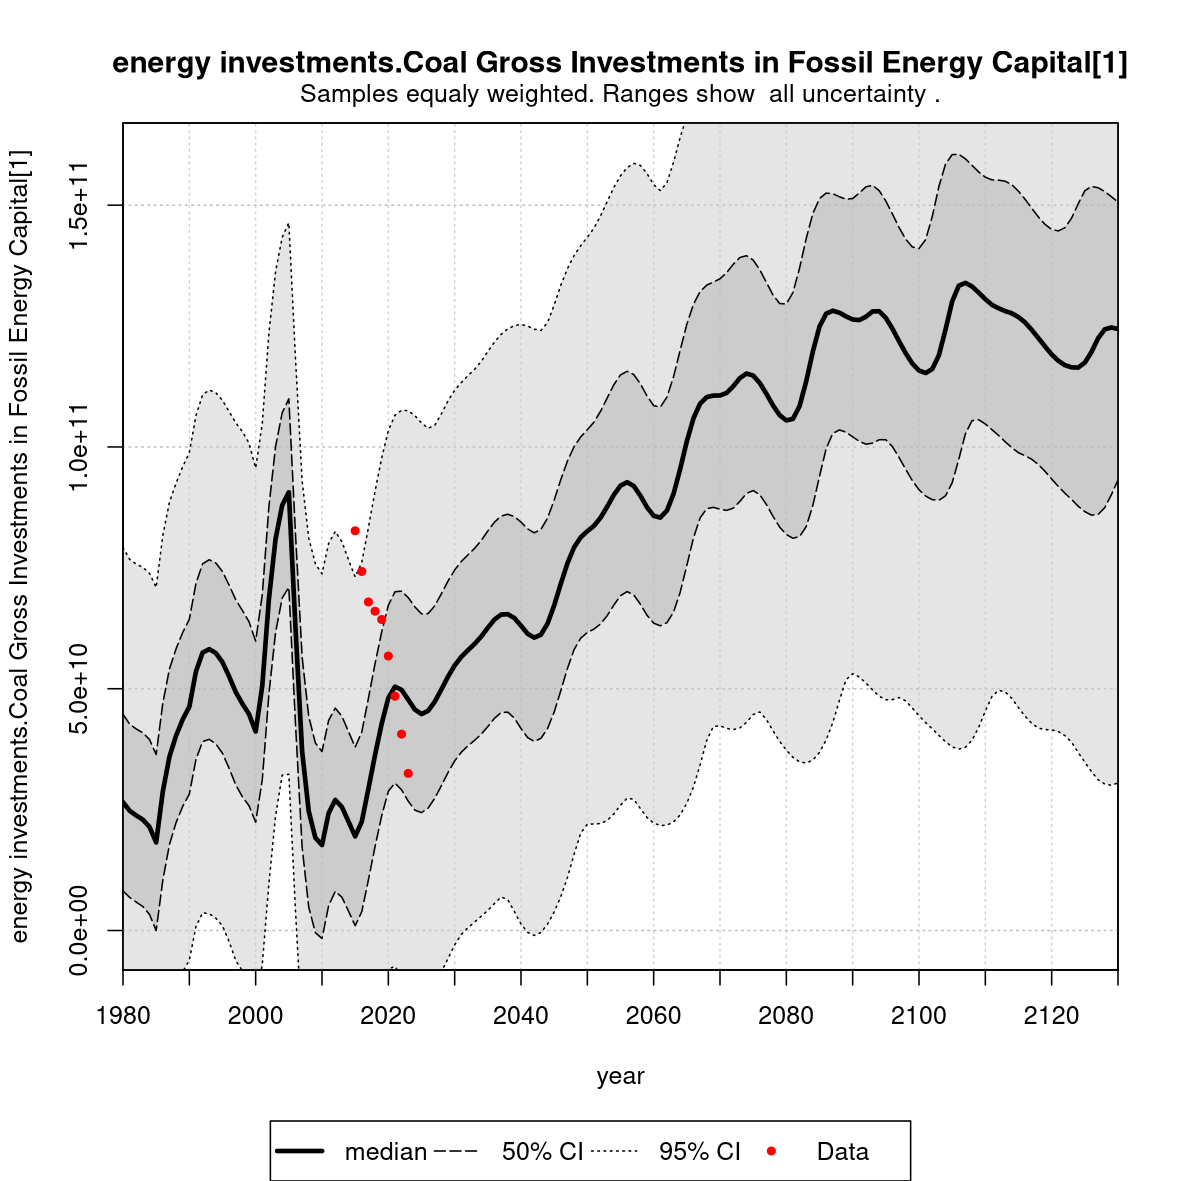 energy investments.Coal Gross Investments in Fossil Energy Capital[1]
Samples equaly weighted. Ranges show  all uncertainty .
energy investments.Coal Gross Investments in Fossil Energy Capital[1]
1.5e+11
1.0e+11
5.0e+10
0.0e+00
1980 2000 2020 2040 2060 2080 2100 2120
year
median 50% CI 95% CI Data